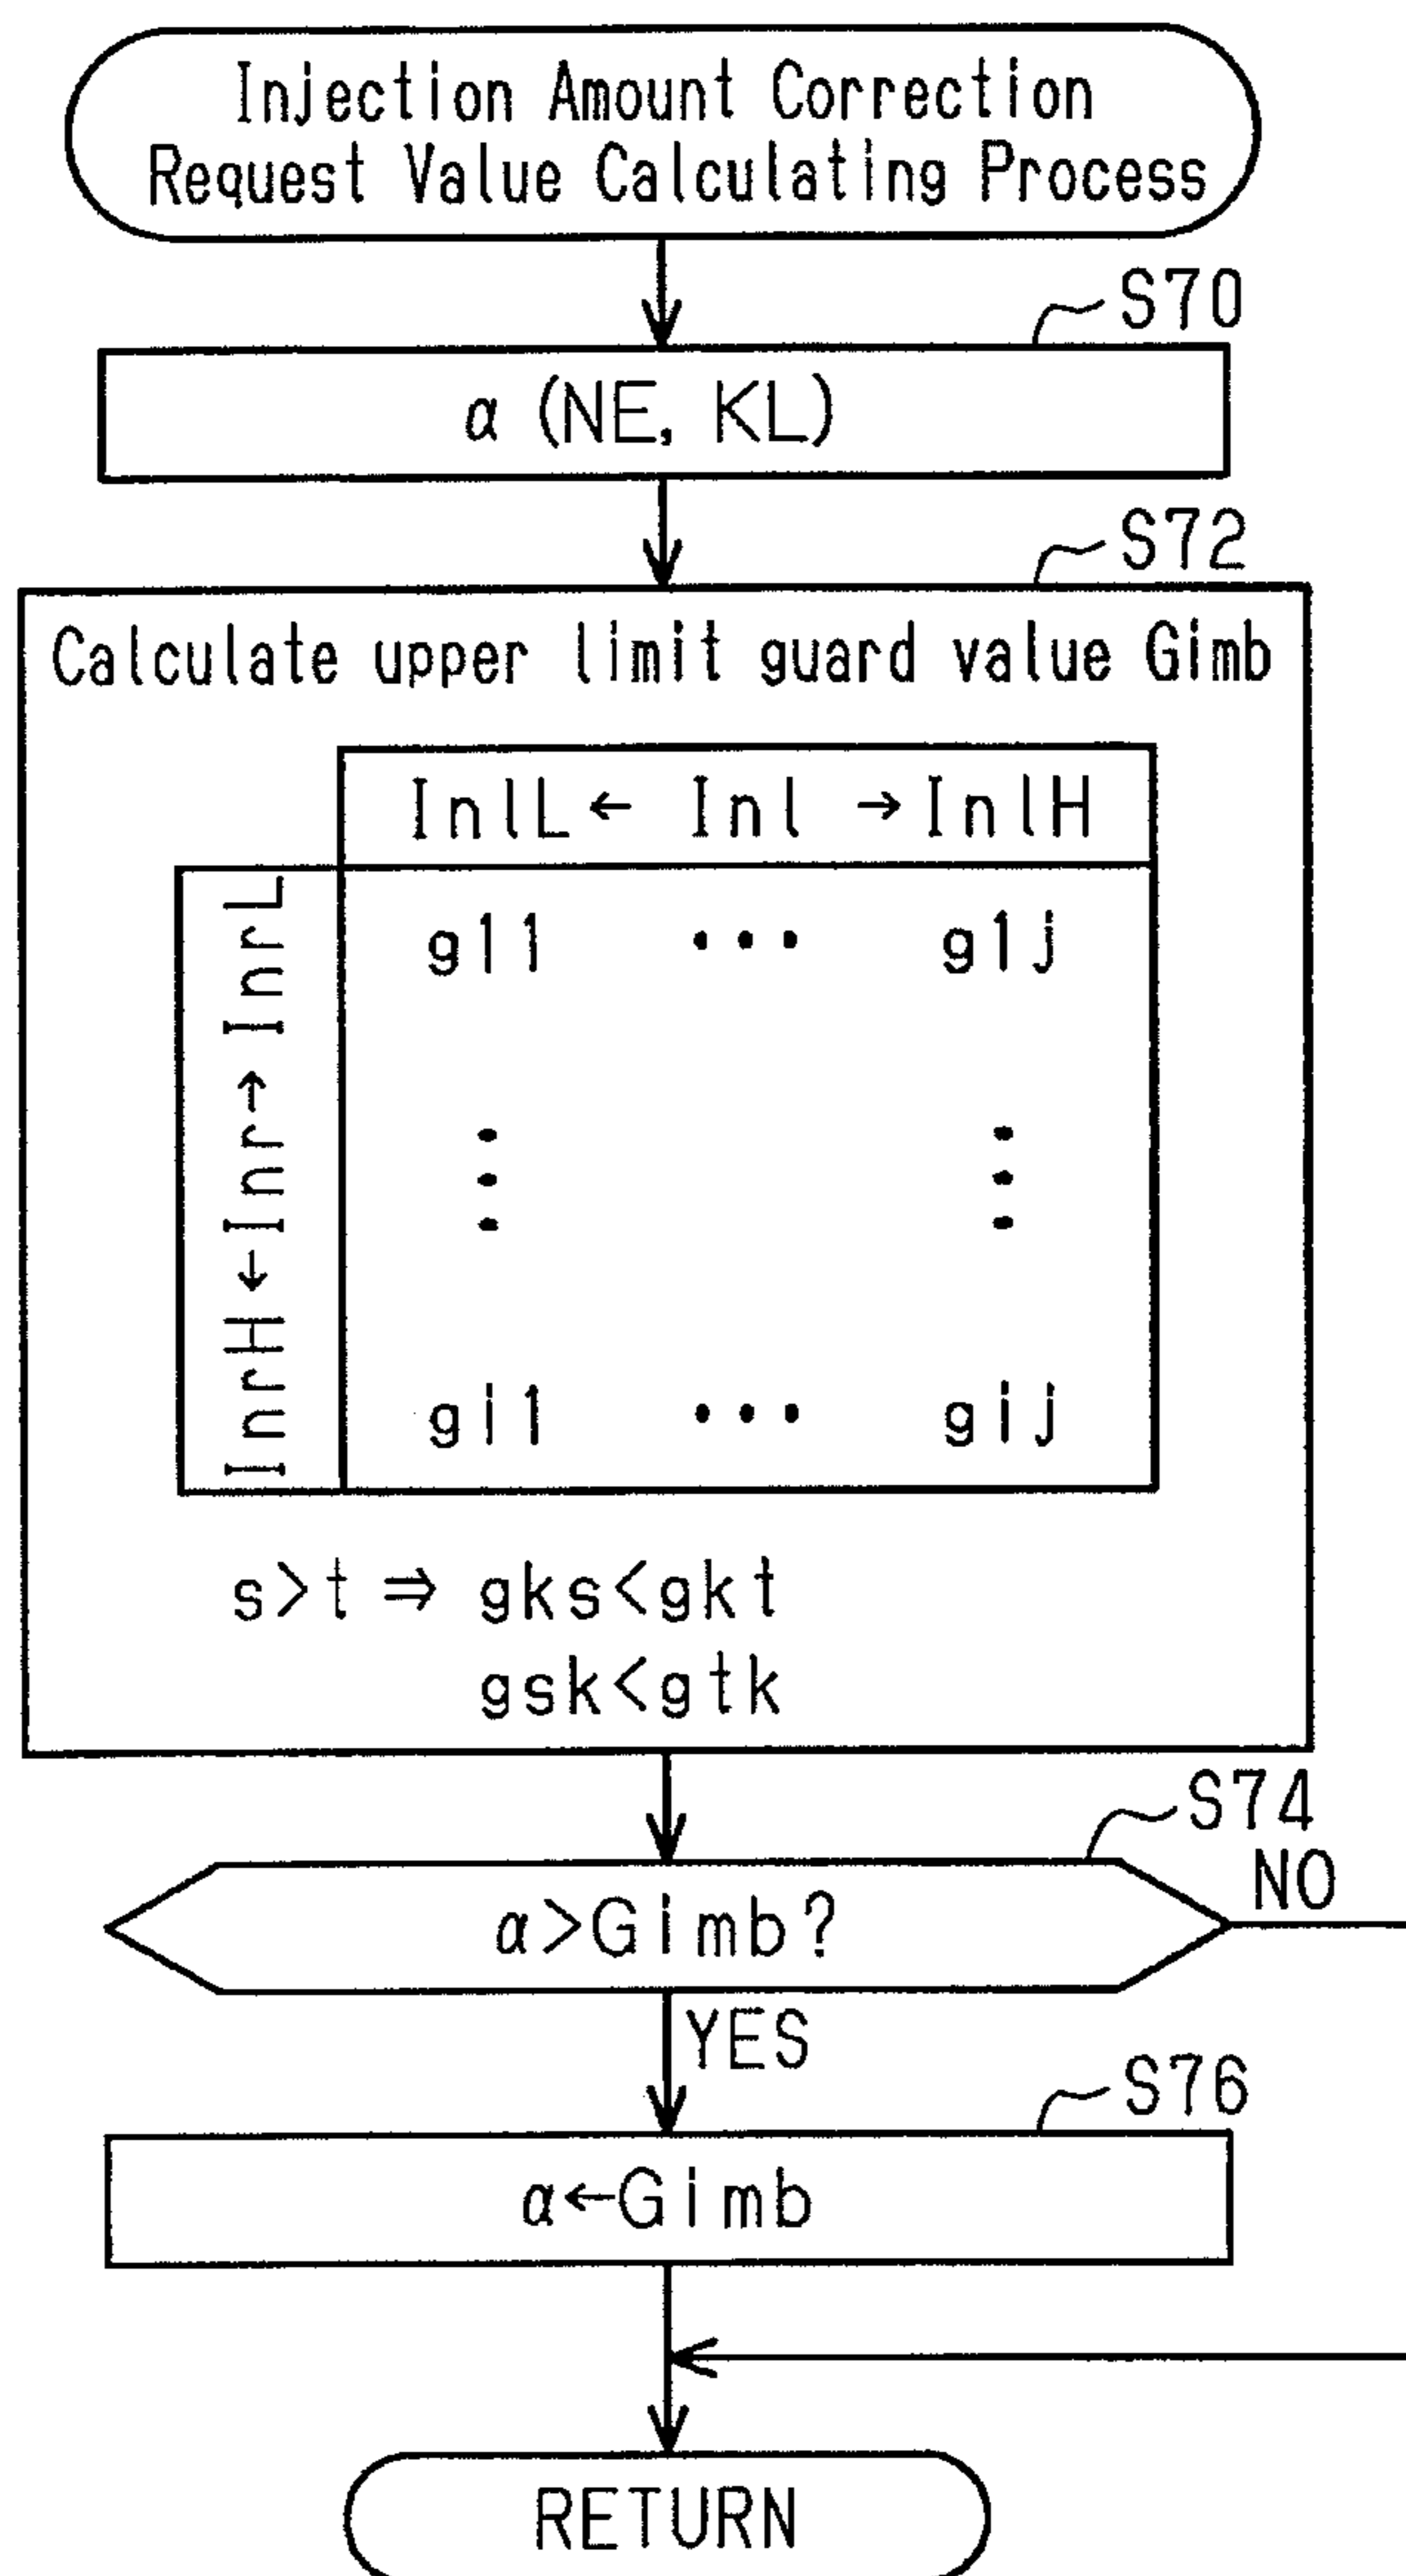 Injection Amount Correction
Request Value Calculating Process
S70
α (NE, KL)
S72
Calculate upper limit guard value Gimb
InlL← Inl →InlH
InrH←Inr→InrL
g11 ••• g1j
gi1 ••• gij
s>t ⇒ gks<gkt
gsk<gtk
S74
α>Gimb?
NO
YES
S76
α←Gimb
RETURN